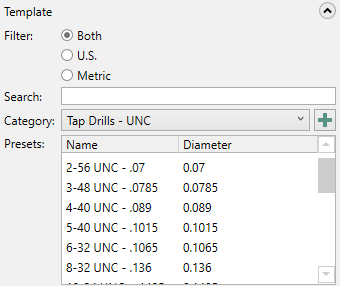 Template
Filter: Both
U.S.
Metric
Search:
Category: Tap Drills - UNC
Presets: Name Diameter
2-56 UNC - .07 0.07
3-48 UNC - .0785 0.0785
4-40 UNC - .089 0.089
5-40 UNC - .1015 0.1015
6-32 UNC - .1065 0.1065
8-32 UNC - .136 0.136